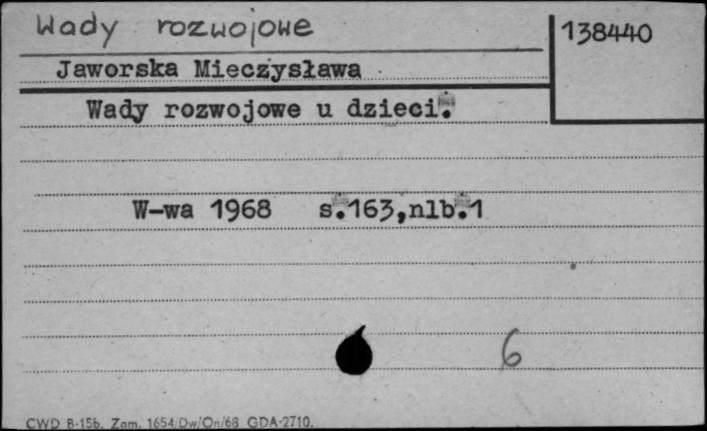 Wady rozwojowe
138440
Jaworska Mieczysława
Wady rozwojowe u dzieci.
W-wa 1968 s.163,nlb.1
6
CWD B-15b. Zam. 1654/Dw/On/68 GDA-2710.